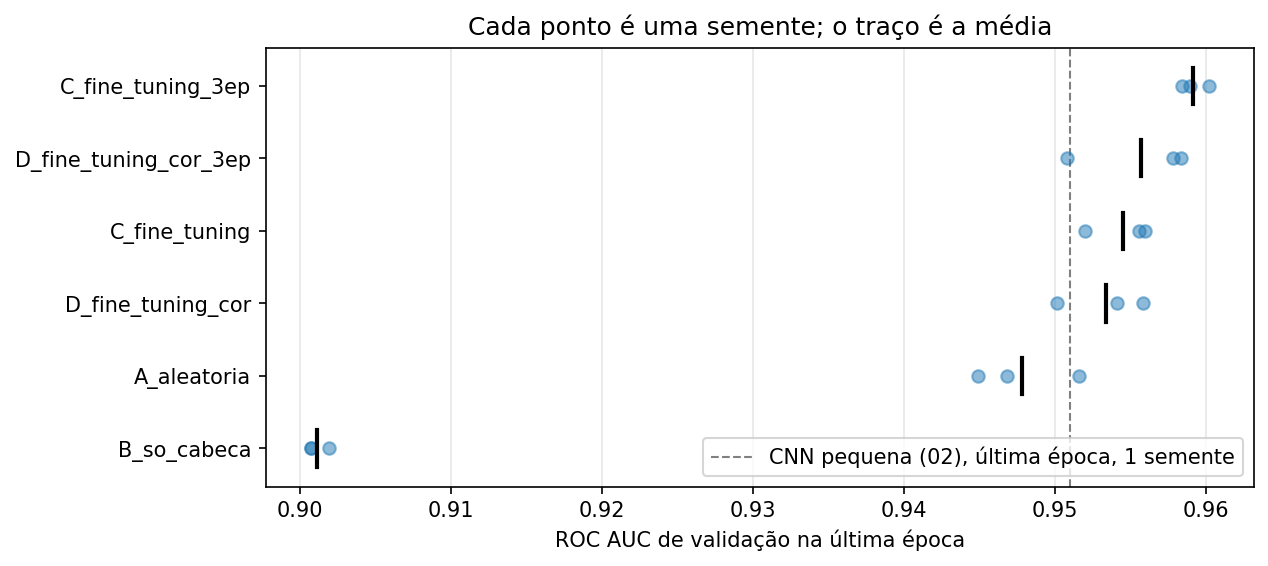 Cada ponto é uma semente; o traço é a média
C_fine_tuning_3ep
D_fine_tuning_cor_3ep
C_fine_tuning
D_fine_tuning_cor
A_aleatoria
B_so_cabeca
CNN pequena (02), última época, 1 semente
0.90 0.91 0.92 0.93 0.94 0.95 0.96
ROC AUC de validação na última época